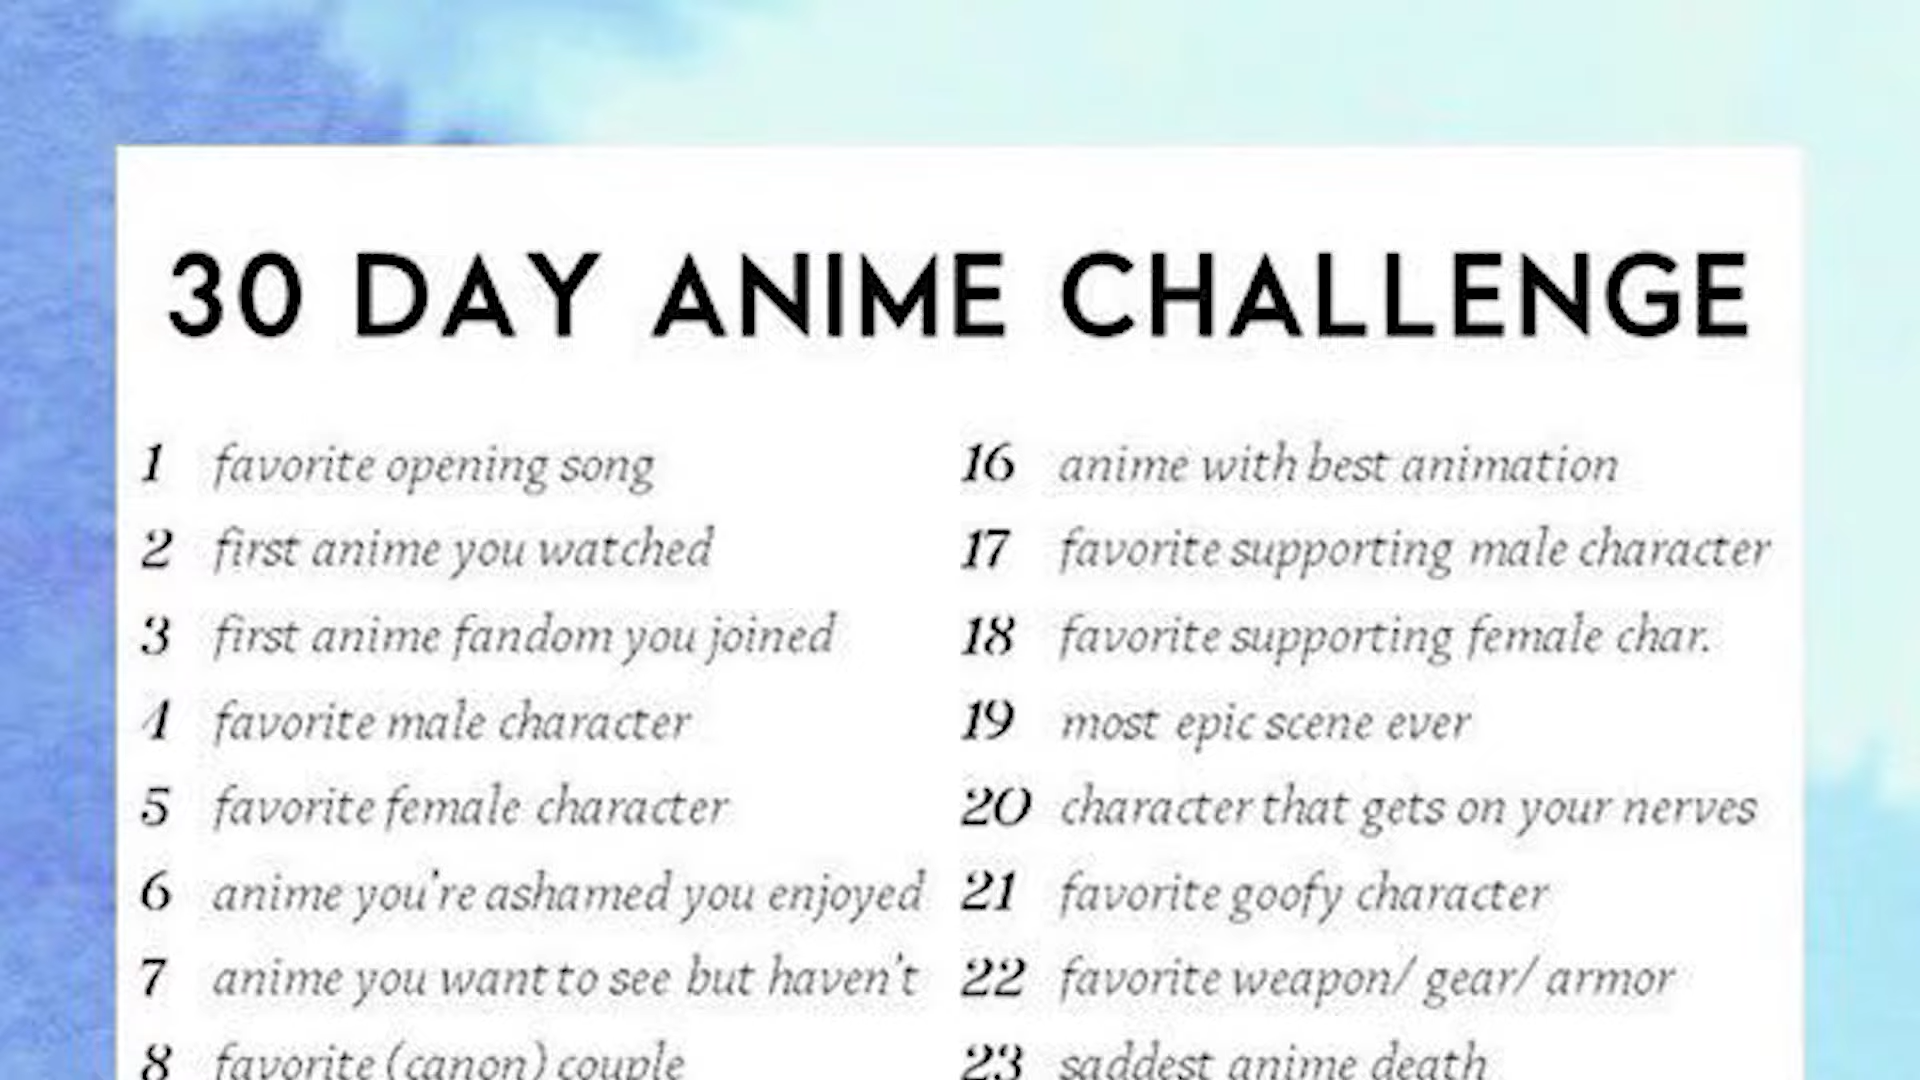 30 DAY ANIME CHALLENGE
1 favorite opening song
2 first anime you watched
3 first anime fandom you joined
4 favorite male character
5 favorite female character
6 anime you're ashamed you enjoyed
7 anime you want to see but haven't
8 favorite (canon) couple
16 anime with best animation
17 favorite supporting male character
18 favorite supporting female char.
19 most epic scene ever
20 character that gets on your nerves
21 favorite goofy character
22 favorite weapon/ gear/ armor
23 saddest anime death